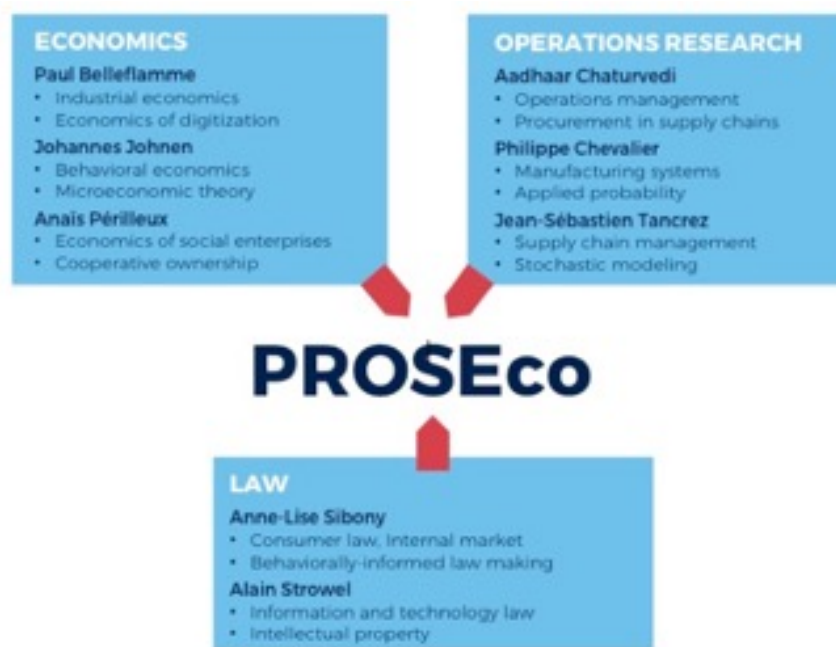 ECONOMICS
Paul Belleflamme
• Industrial economics
• Economics of digitization
Johannes Johnen
• Behavioral economics
• Microeconomic theory
Anaïs Périlleux
• Economics of social enterprises
• Cooperative ownership
OPERATIONS RESEARCH
Aadhaar Chaturvedi
• Operations management
• Procurement in supply chains
Philippe Chevalier
• Manufacturing systems
• Applied probability
Jean-Sébastien Tancrez
• Supply chain management
• Stochastic modeling
PROSEco
LAW
Anne-Lise Sibony
• Consumer law, Internal market
• Behaviorally-informed law making
Alain Strowel
• Information and technology law
• Intellectual property